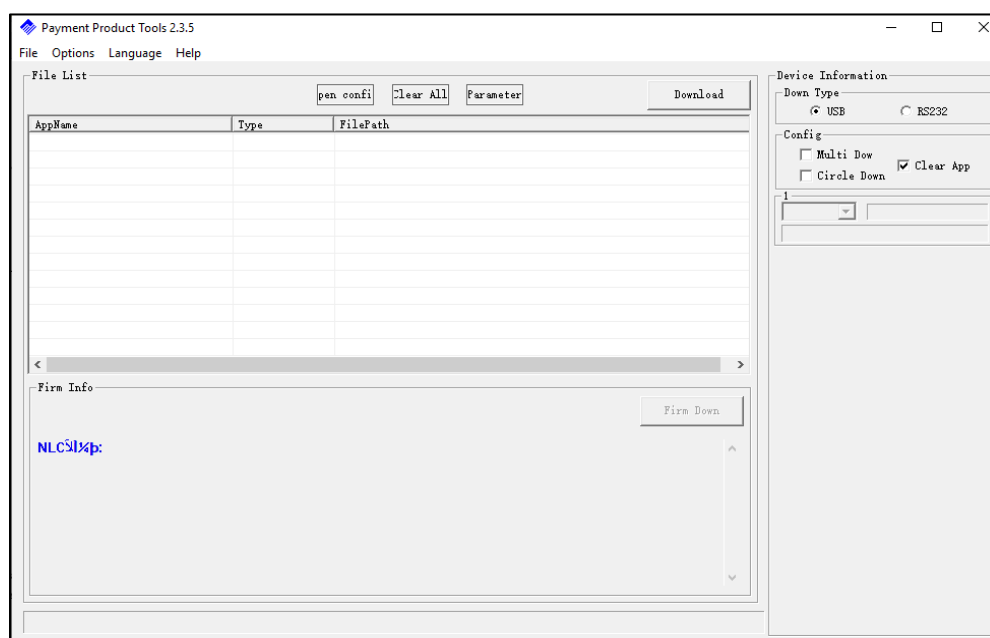 Payment Product Tools 2.3.5
File Options Language Help
File List
pen confi Clear All Parameter Download
AppName Type FilePath
Firm Info
Firm Down
Device Information
Down Type
USB RS232
Config
Multi Dow
Circle Down
Clear App
1